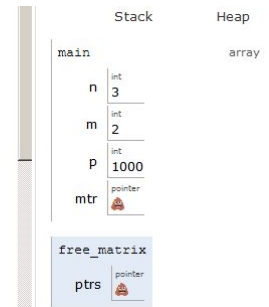 Stack Heap
main array
int
n 3
int
m 2
int
p 1000
pointer
mtr
free_matrix
pointer
ptrs